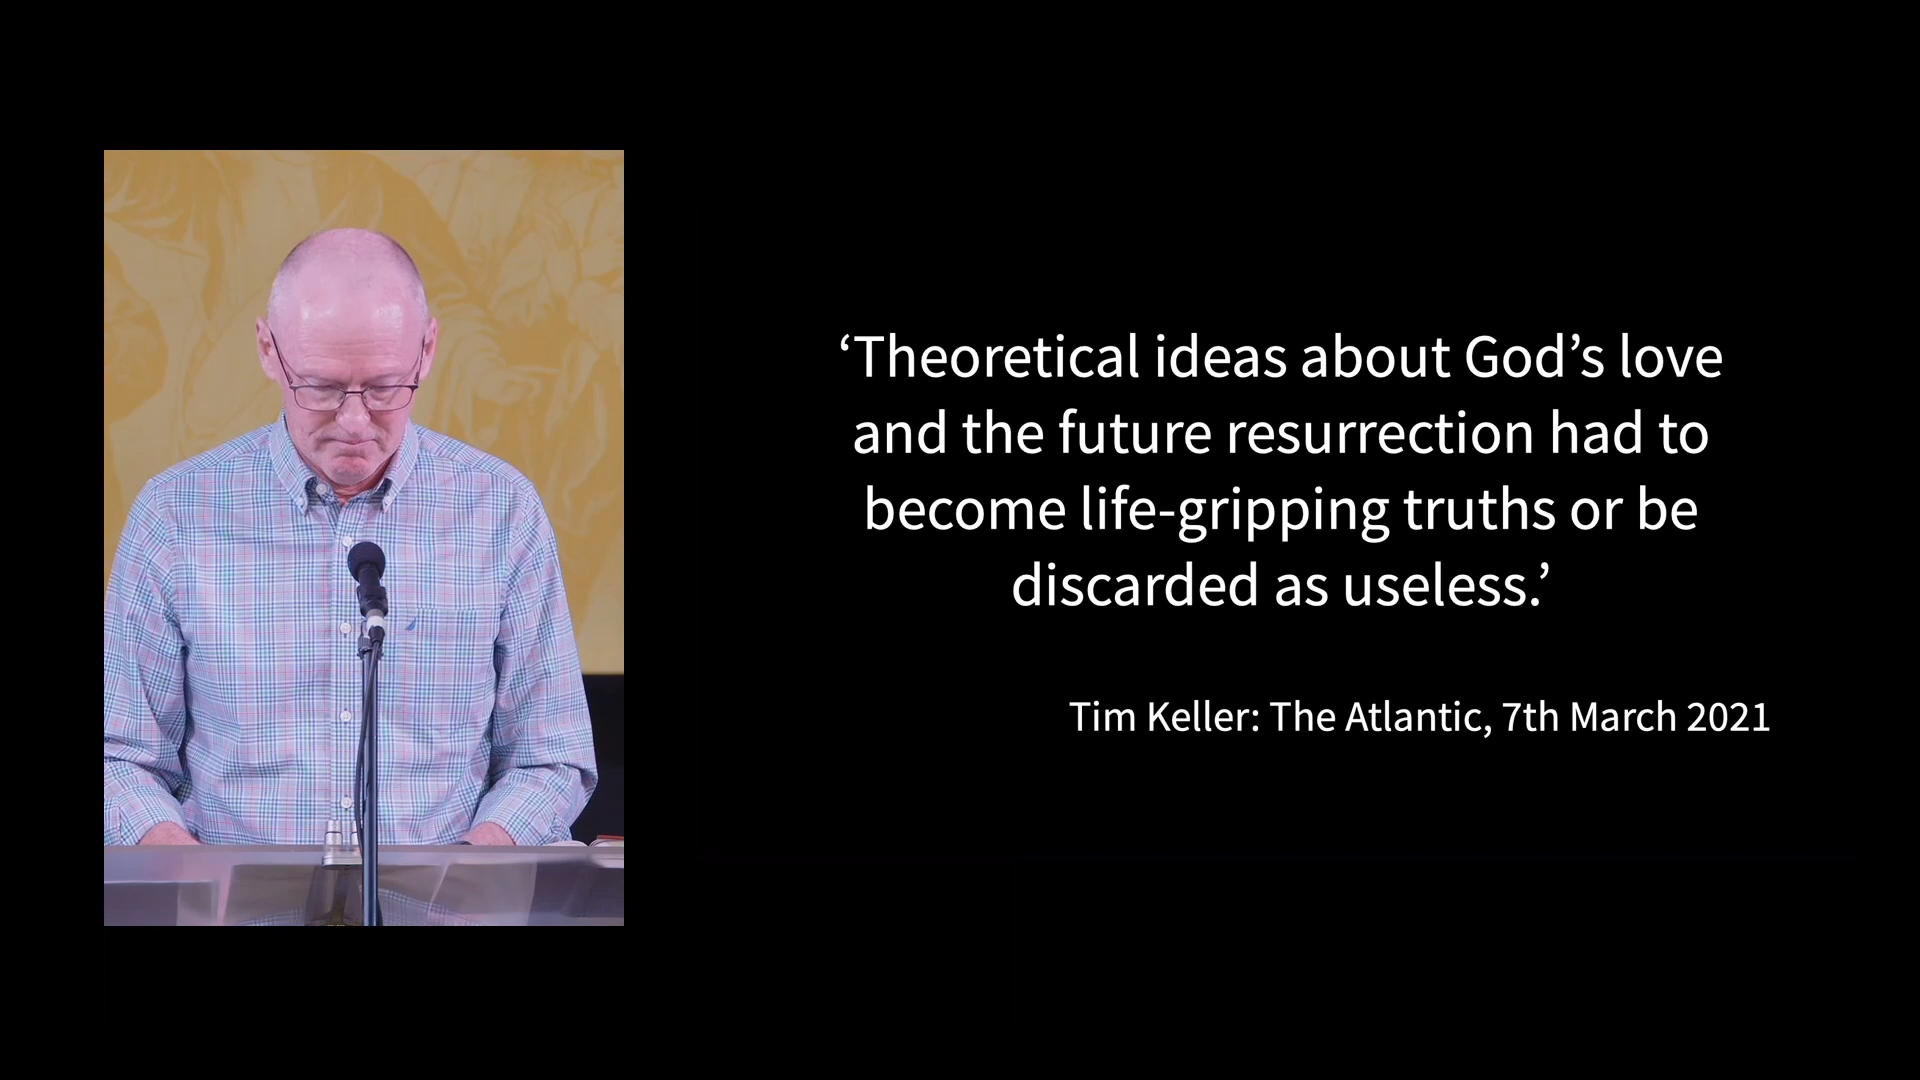 ‘Theoretical ideas about God’s love
and the future resurrection had to
become life-gripping truths or be
discarded as useless.’
Tim Keller: The Atlantic, 7th March 2021